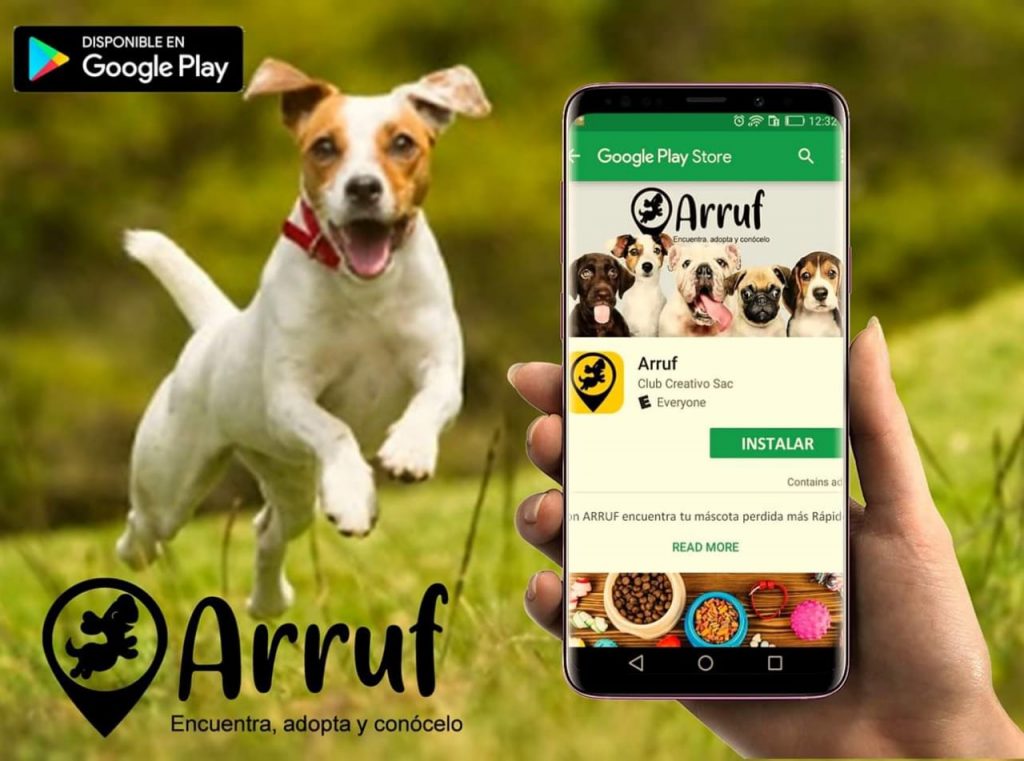 DISPONIBLE EN
Google Play
12:32
Google Play Store
Arruf
Encuentra, adopta y conócelo
Arruf
Club Creativo Sac
E Everyone
INSTALAR
Contains ad
on ARRUF encuentra tu máscota perdida más Rápid
READ MORE
Arruf
Encuentra, adopta y conócelo